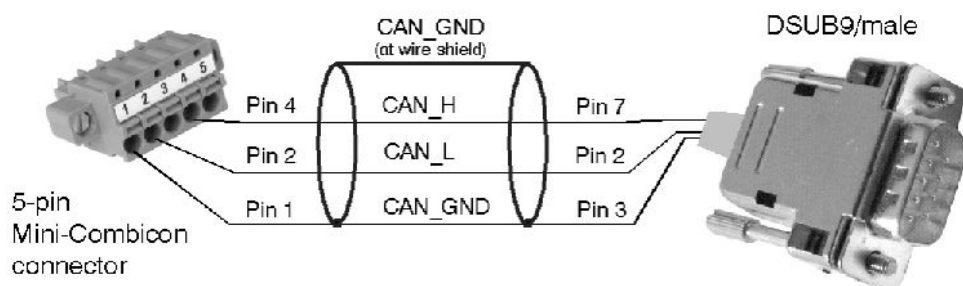 CAN_GND
(at wire shield)
DSUB9/male
1 2 3 4 5
Pin 4 CAN_H Pin 7
Pin 2 CAN_L Pin 2
Pin 1 CAN_GND Pin 3
5-pin
Mini-Combicon
connector